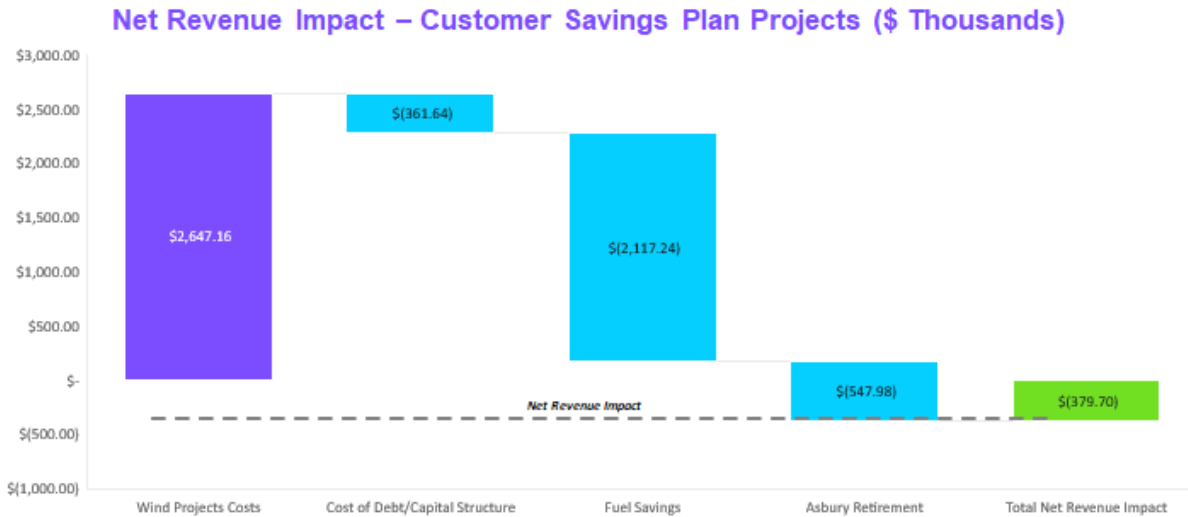 Net Revenue Impact – Customer Savings Plan Projects ($ Thousands)
$3,000.00
$2,500.00
$2,000.00
$1,500.00
$1,000.00
$500.00
$-
$(500.00)
$(1,000.00)
$2,647.16
$(361.64)
$(2,117.24)
$(547.98)
$(379.70)
Net Revenue Impact
Wind Projects Costs
Cost of Debt/Capital Structure
Fuel Savings
Asbury Retirement
Total Net Revenue Impact